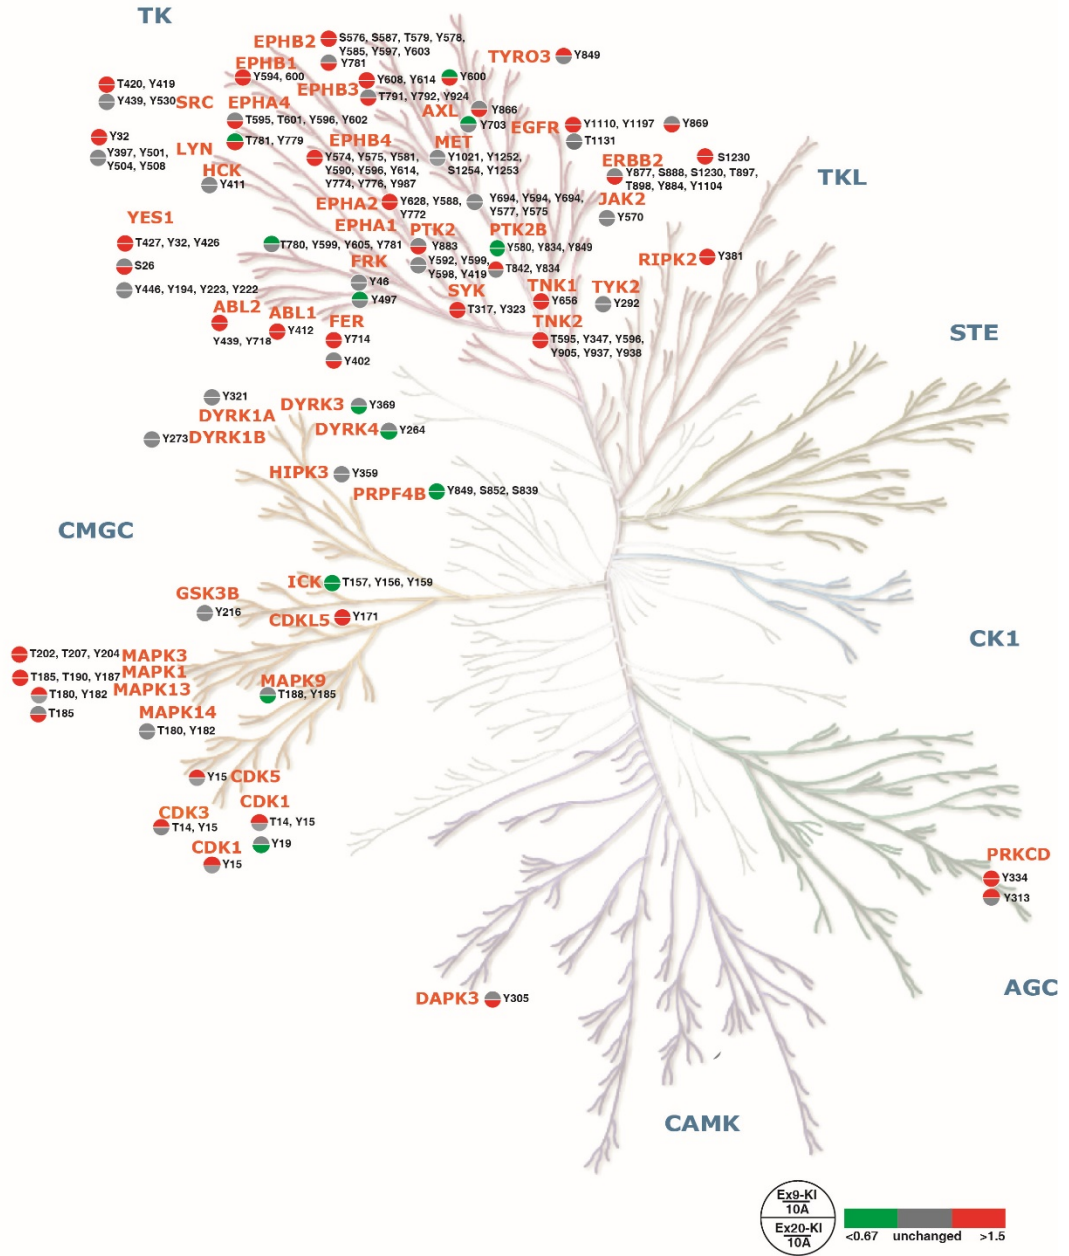 TK
EPHB2
S576, S587, T579, Y578,
Y585, Y597, Y603
Y781
TYRO3
Y849
EPHB1
Y594, 600
EPHB3
Y608, Y614
T791, Y792, Y924
Y600
AXL
Y866
Y703
T420, Y419
Y439, Y530
SRC
EPHA4
T595, T601, Y596, Y602
T781, Y779
EGFR
Y1110, Y1197
Y869
T1131
LYN
Y32
Y397, Y501,
Y504, Y508
EPHB4
Y574, Y575, Y581,
Y590, Y596, Y614,
Y774, Y776, Y987
MET
Y1021, Y1252,
S1254, Y1253
ERBB2
S1230
Y877, S888, S1230, T897,
T898, Y884, Y1104
TKL
HCK
Y411
EPHA2
Y628, Y588,
Y772
Y694, Y594, Y694,
Y577, Y575
JAK2
Y570
YES1
T427, Y32, Y426
S26
Y446, Y194, Y223, Y222
EPHA1
T780, Y599, Y605, Y781
PTK2
Y883
Y592, Y599,
Y598, Y419
PTK2B
Y580, Y834, Y849
T842, Y834
RIPK2
Y381
FRK
Y46
Y497
SYK
T317, Y323
TNK1
Y656
TYK2
Y292
ABL2
Y439, Y718
ABL1
Y412
FER
Y714
Y402
TNK2
T595, Y347, Y596,
Y905, Y937, Y938
STE
Y321
DYRK1A
DYRK3
Y369
Y273
DYRK1B
DYRK4
Y264
HIPK3
Y359
PRPF4B
Y849, S852, S839
CMGC
ICK
T157, Y156, Y159
GSK3B
Y216
CDKL5
Y171
CK1
T202, T207, Y204
MAPK3
T185, T190, Y187
MAPK1
T180, Y182
MAPK13
T185
MAPK9
T188, Y185
MAPK14
T180, Y182
Y15
CDK5
CDK3
T14, Y15
CDK1
T14, Y15
Y19
CDK1
Y15
PRKCD
Y334
Y313
AGC
DAPK3
Y305
CAMK
Ex9-KI
10A
Ex20-KI
10A
<0.67 unchanged >1.5